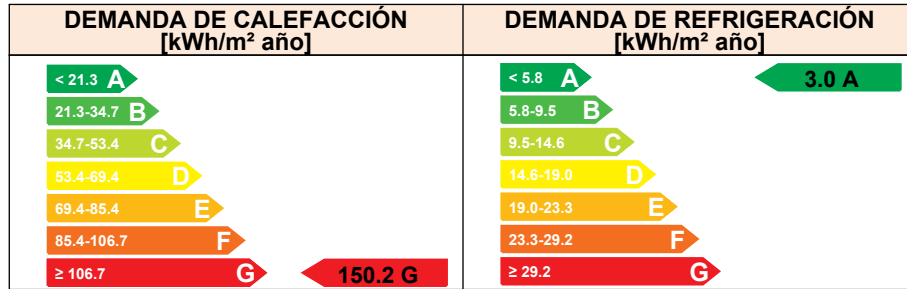 DEMANDA DE CALEFACCIÓN
[kWh/m² año]
< 21.3 A
21.3-34.7 B
34.7-53.4 C
53.4-69.4 D
69.4-85.4 E
85.4-106.7 F
≥ 106.7 G
150.2 G
DEMANDA DE REFRIGERACIÓN
[kWh/m² año]
< 5.8 A
3.0 A
5.8-9.5 B
9.5-14.6 C
14.6-19.0 D
19.0-23.3 E
23.3-29.2 F
≥ 29.2 G